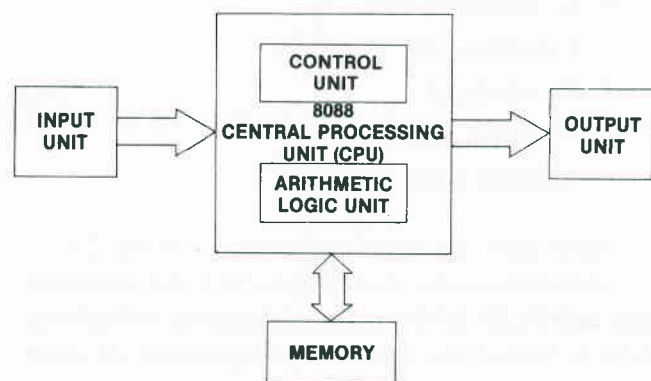 CONTROL
UNIT
8088
CENTRAL PROCESSING
UNIT (CPU)
ARITHMETIC
LOGIC UNIT
INPUT
UNIT
OUTPUT
UNIT
MEMORY